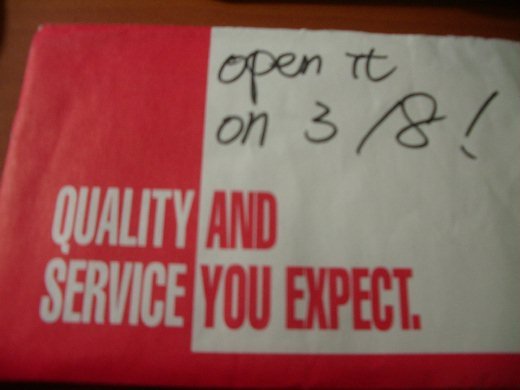 open it
on 3/8!
QUALITY AND
SERVICE YOU EXPECT.